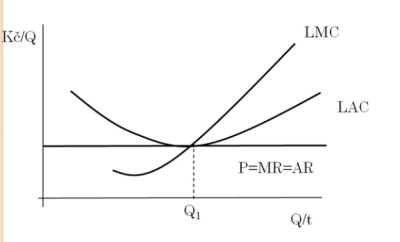 LMC
Kč/Q
LAC
P=MR=AR
Q₁
Q/t